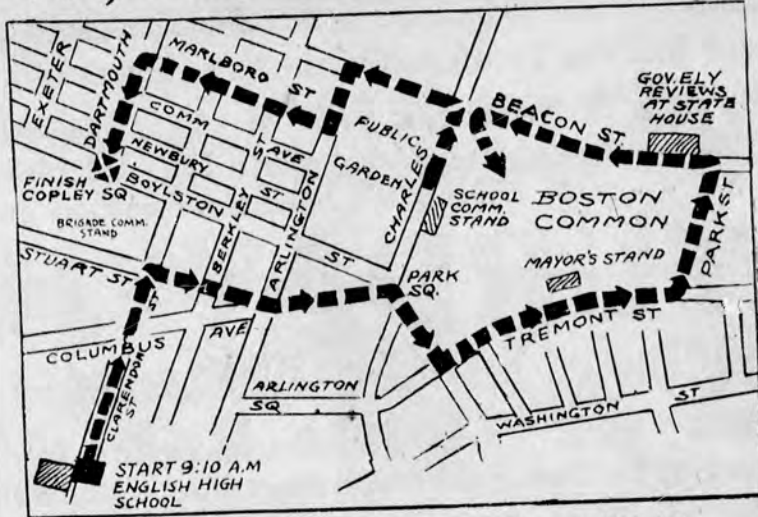 EXETER
DARTMOUTH
MARLBORO ST
COMM AVE
NEWBURY ST
BOYLSTON ST
BERKLEY ST
ARLINGTON
PUBLIC
GARDEN
CHARLES
BEACON ST.
GOV. ELY
REVIEWS
AT STATE
HOUSE
FINISH
COPLEY SQ
BRIGADE COMM.
STAND
SCHOOL
COMM.
STAND
BOSTON
COMMON
PARK ST
STUART ST
PARK
SQ.
MAYOR'S STAND
TREMONT ST
COLUMBUS AVE
CLARENDON
ST
ARLINGTON
SQ
WASHINGTON ST
START 9:10 A.M
ENGLISH HIGH
SCHOOL